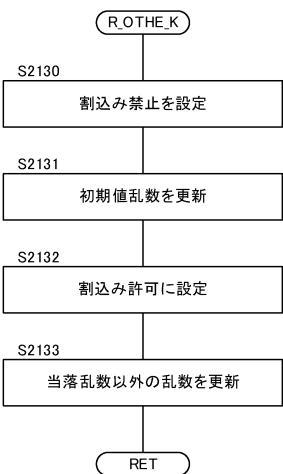 R_OTHE_K
S2130
割込み禁止を設定
S2131
初期値乱数を更新
S2132
割込み許可に設定
S2133
当落乱数以外の乱数を更新
RET